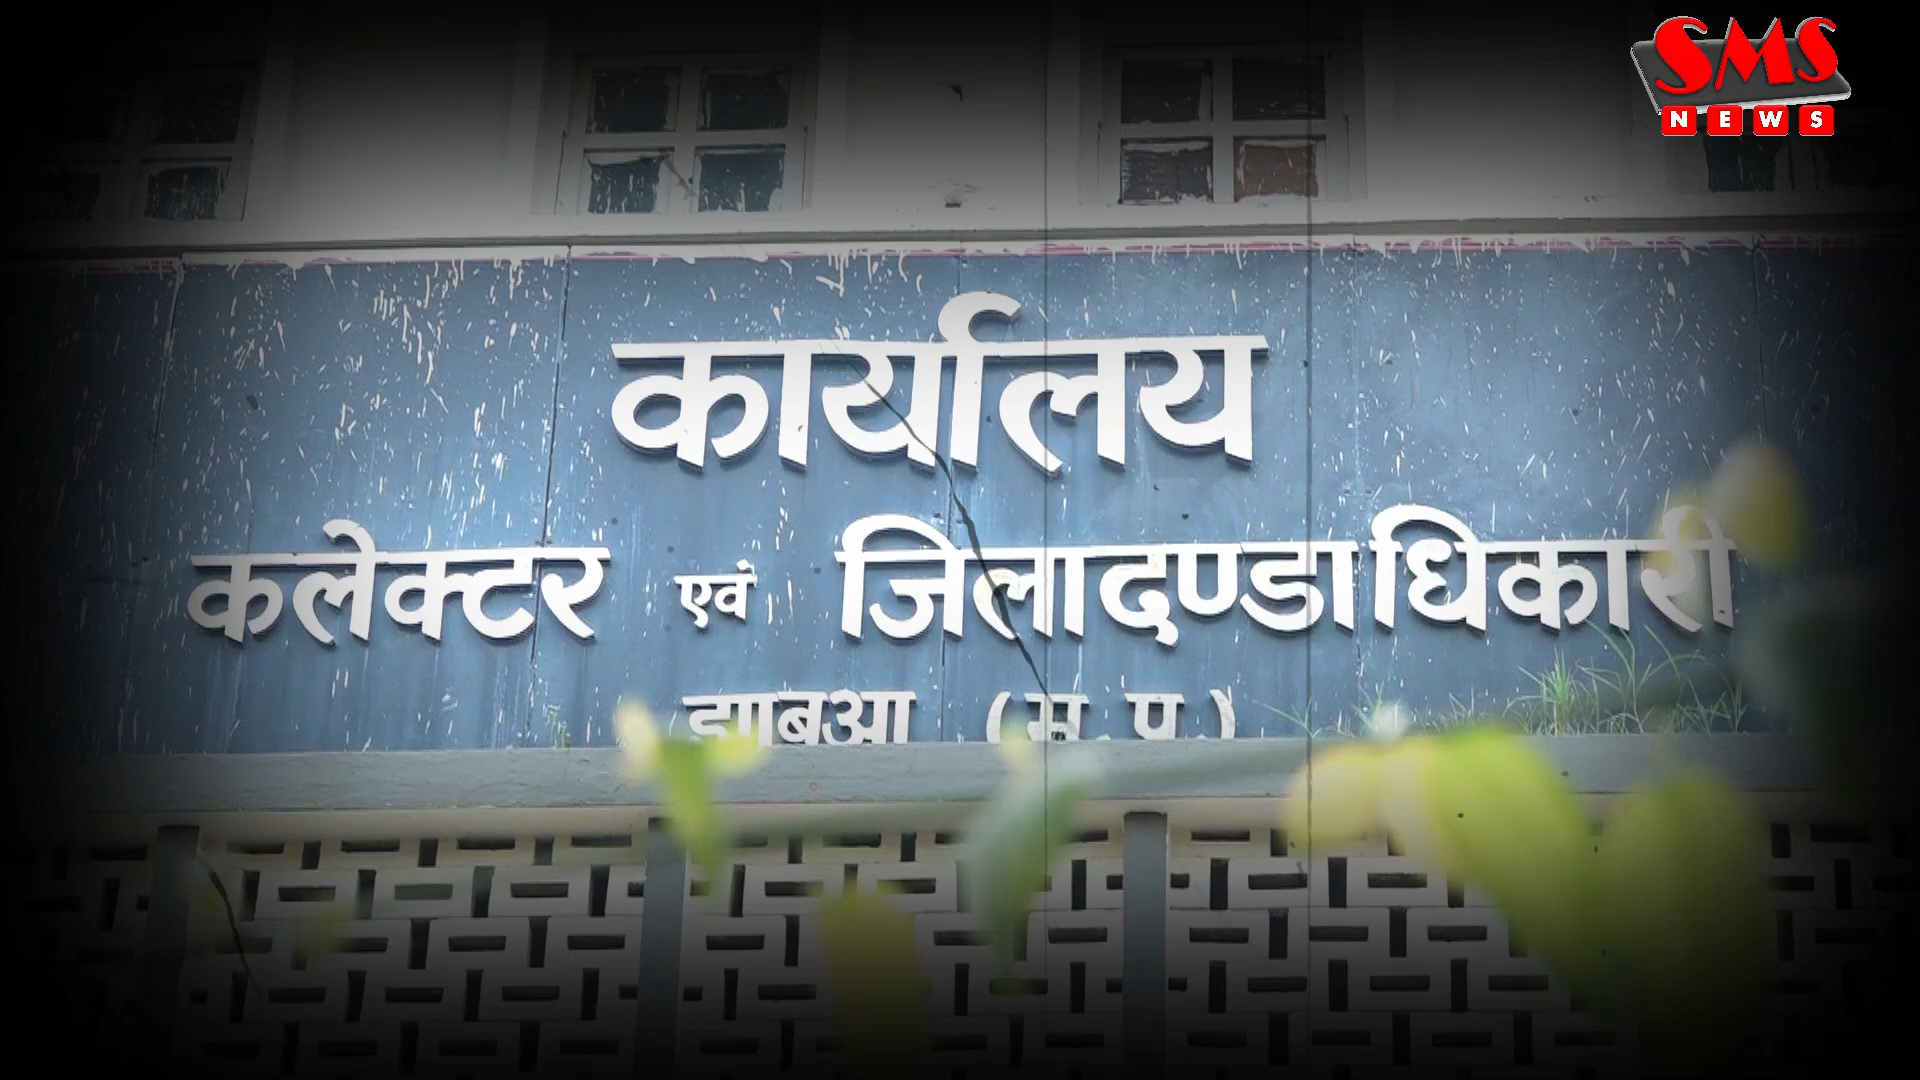 SMS
NEWS
कार्यालय
कलेक्टर एवं जिलादण्डाधिकारी
झाबुआ (म.प्र.)